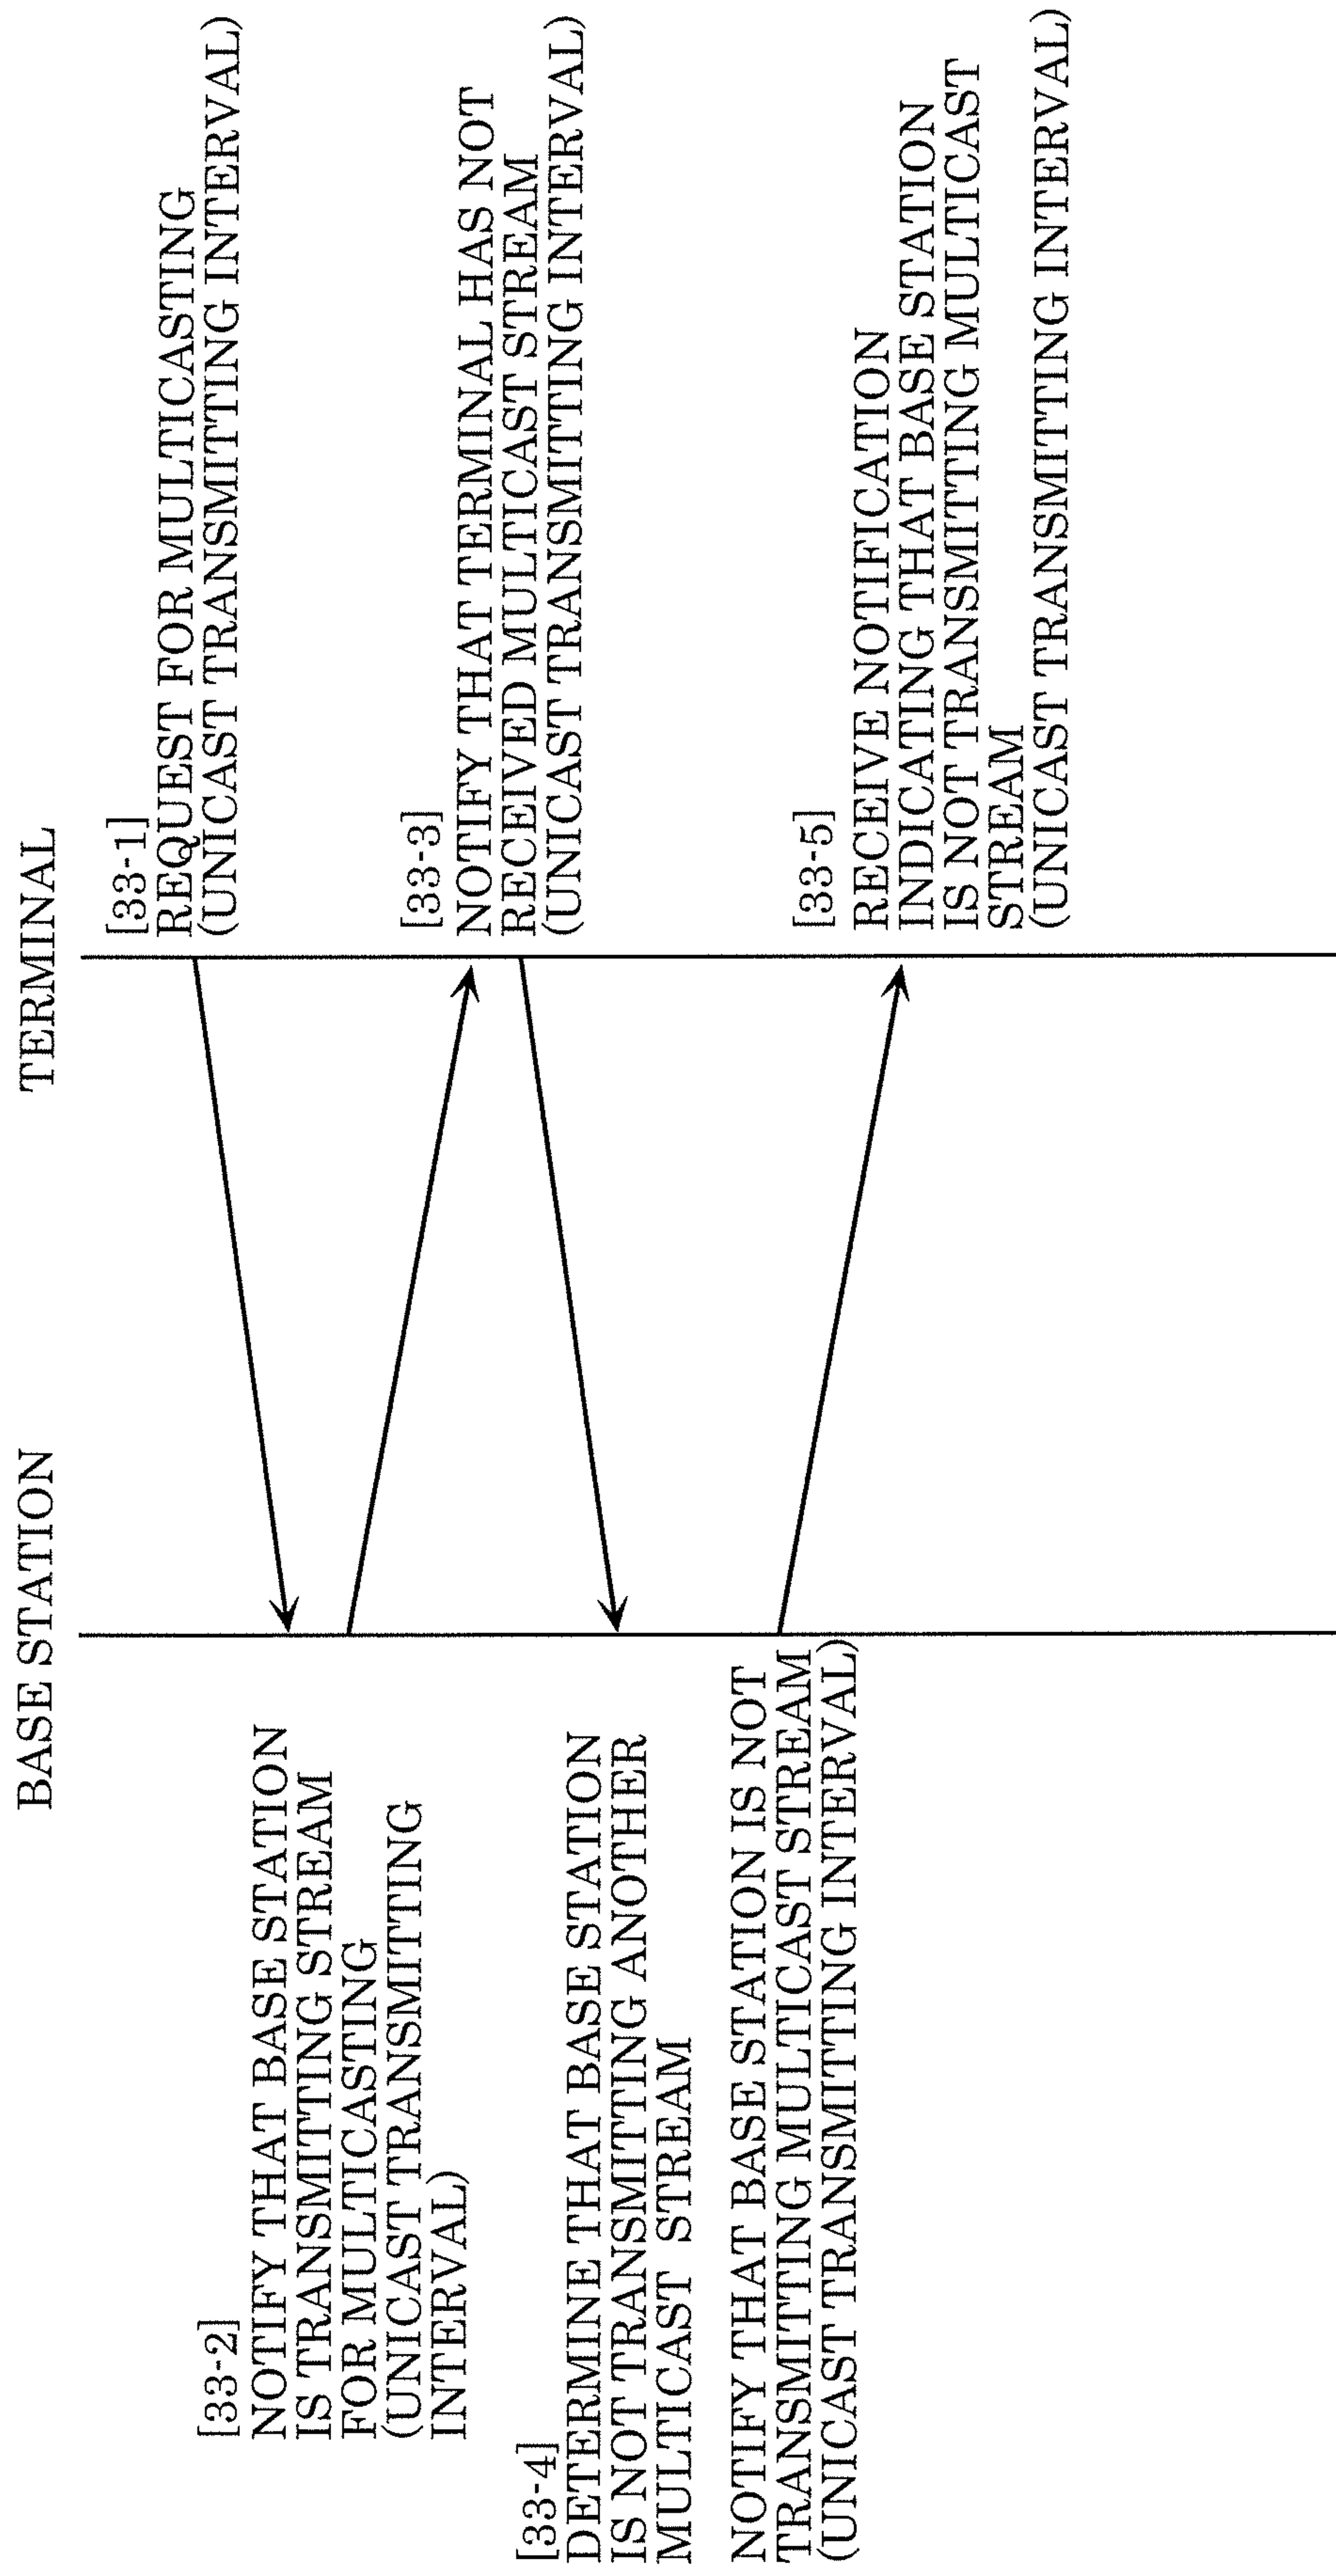 BASE STATION
TERMINAL
[33-1]
REQUEST FOR MULTICASTING
(UNICAST TRANSMITTING INTERVAL)
[33-2]
NOTIFY THAT BASE STATION
IS TRANSMITTING STREAM
FOR MULTICASTING
(UNICAST TRANSMITTING
INTERVAL)
[33-3]
NOTIFY THAT TERMINAL HAS NOT
RECEIVED MULTICAST STREAM
(UNICAST TRANSMITTING INTERVAL)
[33-4]
DETERMINE THAT BASE STATION
IS NOT TRANSMITTING ANOTHER
MULTICAST STREAM
NOTIFY THAT BASE STATION IS NOT
TRANSMITTING MULTICAST STREAM
(UNICAST TRANSMITTING INTERVAL)
[33-5]
RECEIVE NOTIFICATION
INDICATING THAT BASE STATION
IS NOT TRANSMITTING MULTICAST
STREAM
(UNICAST TRANSMITTING INTERVAL)